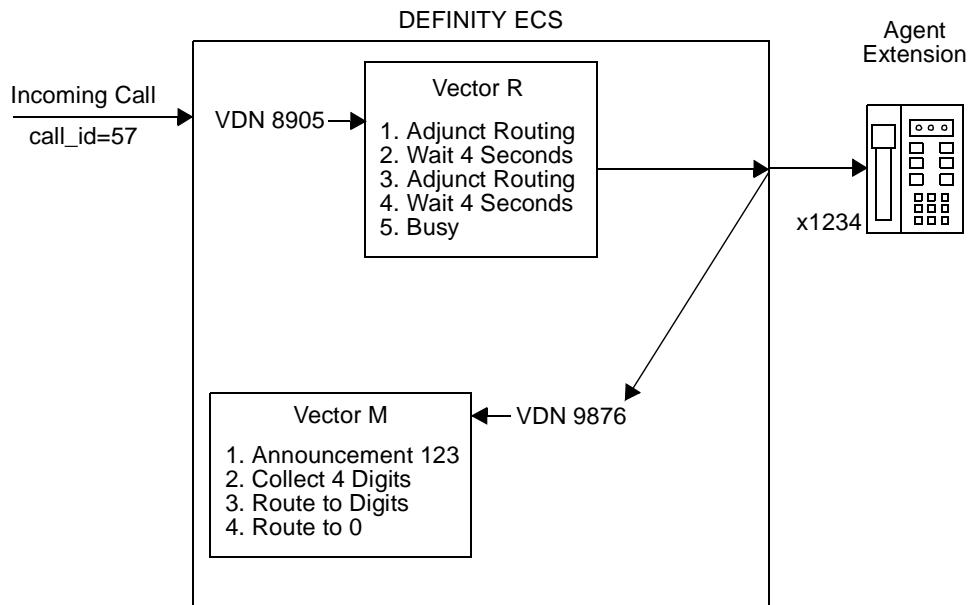 DEFINITY ECS
Agent
Extension
Incoming Call
call_id=57
VDN 8905
Vector R
1. Adjunct Routing
2. Wait 4 Seconds
3. Adjunct Routing
4. Wait 4 Seconds
5. Busy
x1234
VDN 9876
Vector M
1. Announcement 123
2. Collect 4 Digits
3. Route to Digits
4. Route to 0